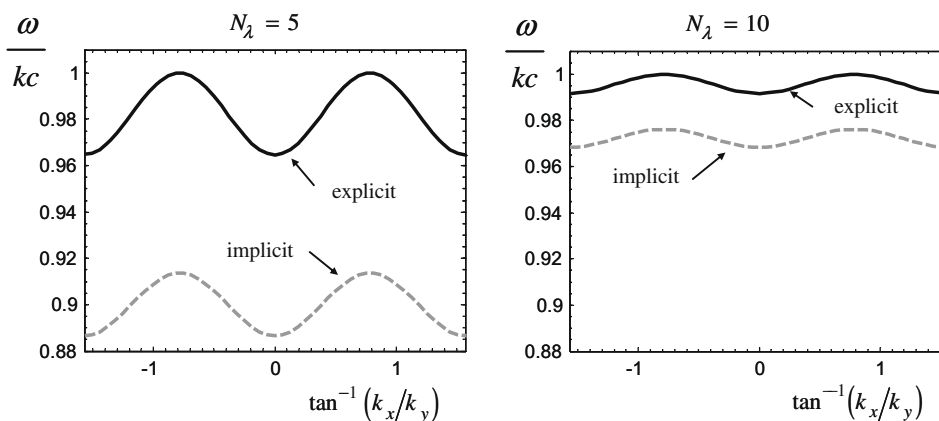 ω/kc
N_λ = 5
1
0.98
0.96
0.94
0.92
0.9
0.88
explicit
implicit
-1
0
1
tan⁻¹(k_x/k_y)
ω/kc
N_λ = 10
1
0.98
0.96
0.94
0.92
0.9
0.88
explicit
implicit
-1
0
1
tan⁻¹(k_x/k_y)